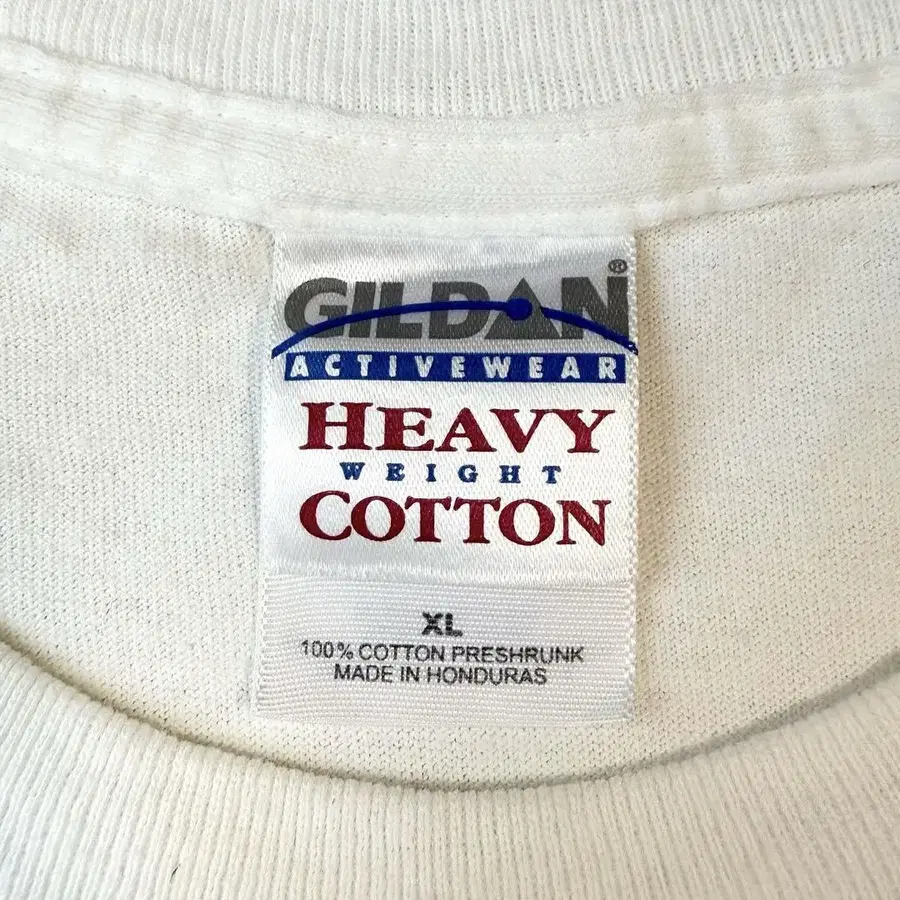 GILDAN®
ACTIVEWEAR
HEAVY
WEIGHT
COTTON
XL
100% COTTON PRESHRUNK
MADE IN HONDURAS